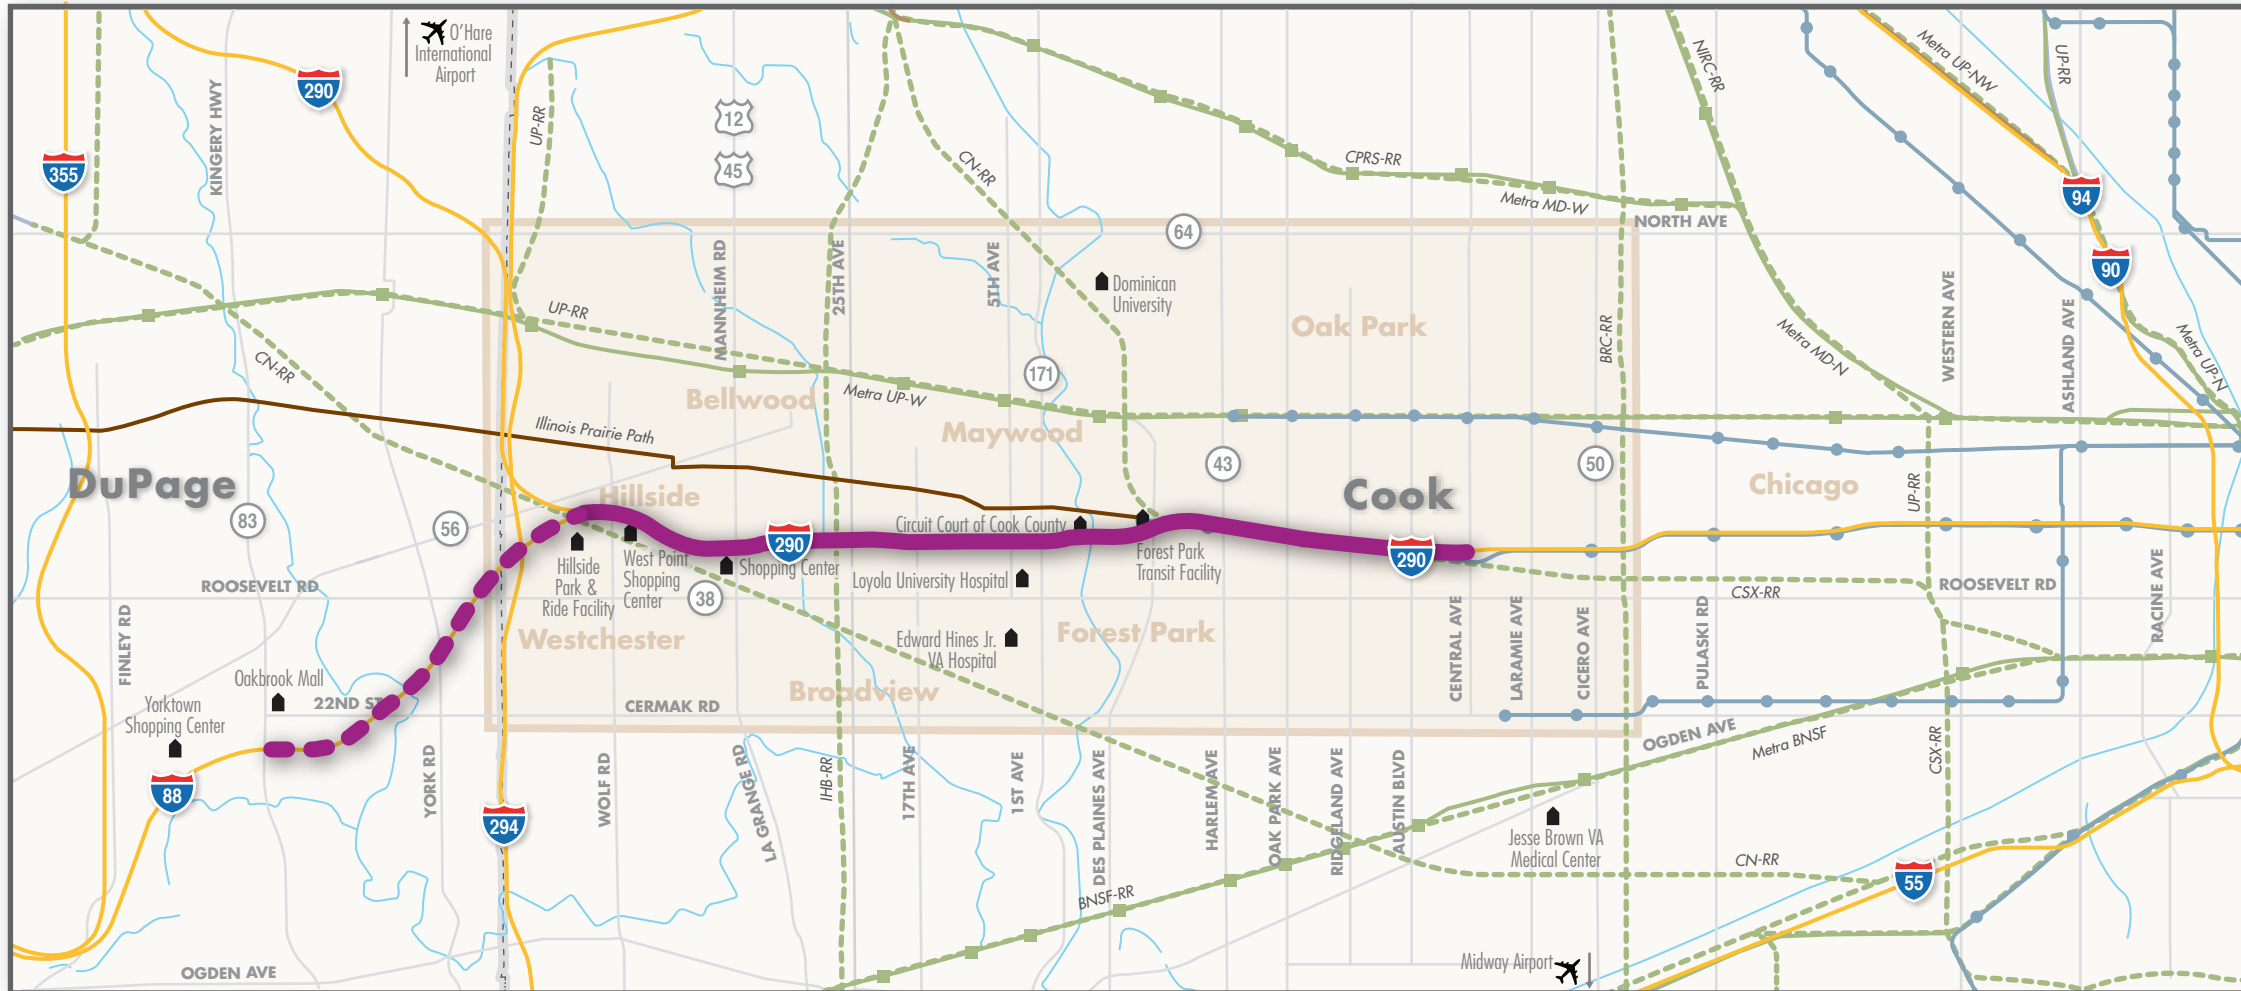 O'Hare
International
Airport
290
355
KINGERY HWY
UP-RR
12
45
CN-RR
CPRS-RR
Metra MD-W
NIRC-RR
Metra UP-NW
UP-RR
94
90
NORTH AVE
64
MANNHEIM RD
25TH AVE
5TH AVE
Dominican
University
Oak Park
BRC-RR
Metra MD-N
WESTERN AVE
ASHLAND AVE
Metra UP-N
UP-RR
CN-RR
171
Bellwood
Metra UP-W
Maywood
Illinois Prairie Path
DuPage
83
56
Hillside
43
Cook
50
Chicago
UP-RR
Circuit Court of Cook County
290
290
Hillside
Park &
Ride Facility
West Point
Shopping
Center
Shopping Center
38
Loyola University Hospital
Forest Park
Transit Facility
ROOSEVELT RD
CSX-RR
ROOSEVELT RD
FINLEY RD
Westchester
Edward Hines Jr.
VA Hospital
Forest Park
CENTRAL AVE
LARAMIE AVE
CICERO AVE
PULASKI RD
RACINE AVE
Oakbrook Mall
22ND ST
Yorktown
Shopping Center
Broadview
CERMAK RD
OGDEN AVE
Metra BNSF
CSX-RR
88
YORK RD
294
WOLF RD
LA GRANGE RD
IHB-RR
17TH AVE
1ST AVE
DES PLAINES AVE
HARLEM AVE
OAK PARK AVE
RIDGELAND AVE
AUSTIN BLVD
Jesse Brown VA
Medical Center
CN-RR
55
BNSF-RR
OGDEN AVE
Midway Airport